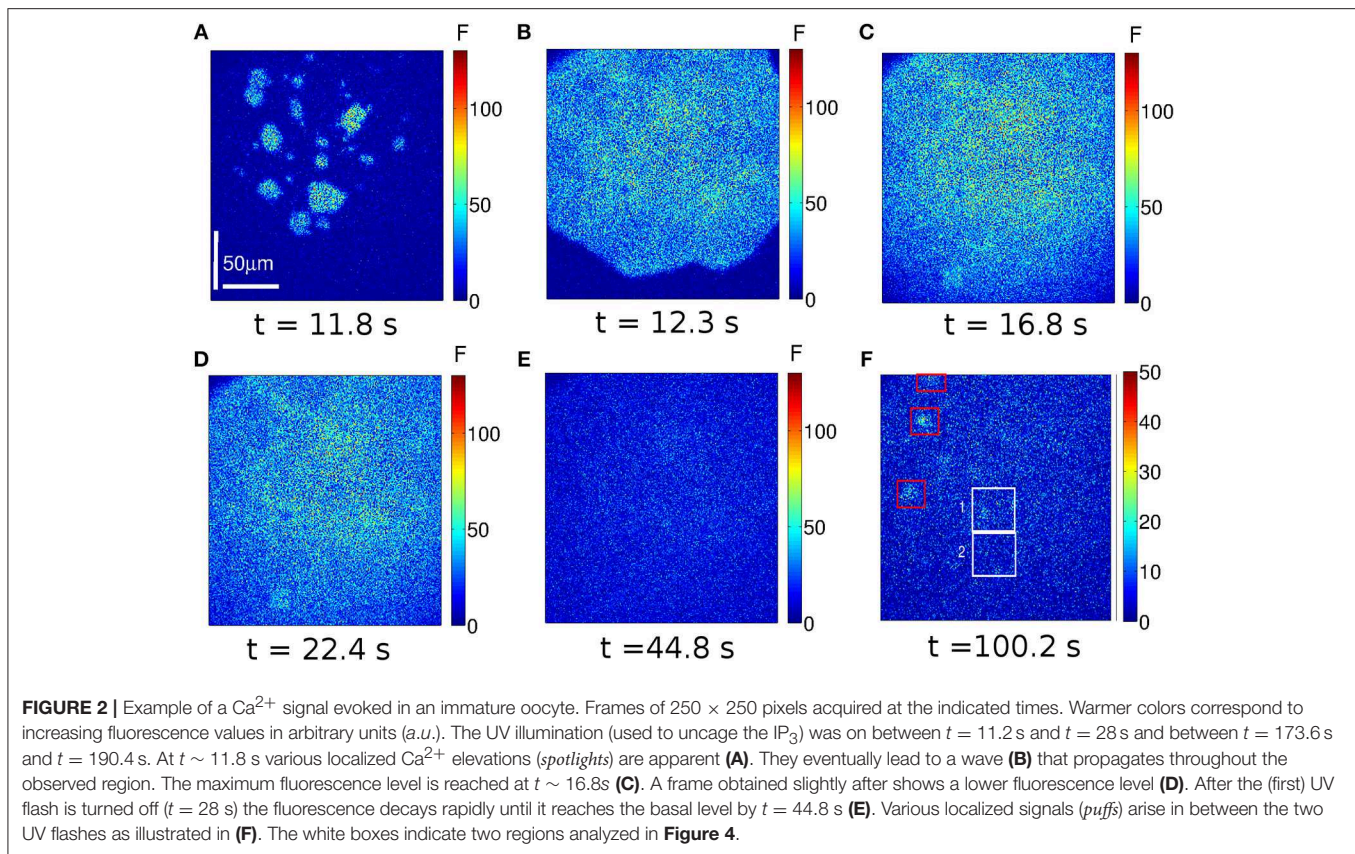 A
F
100
50
0
50μm
t = 11.8 s
B
F
100
50
0
t = 12.3 s
C
F
100
50
0
t = 16.8 s
D
F
100
50
0
t = 22.4 s
E
F
100
50
0
t =44.8 s
F
50
40
30
20
10
0
1
2
t =100.2 s
FIGURE 2 | Example of a Ca2+ signal evoked in an immature oocyte. Frames of 250 × 250 pixels acquired at the indicated times. Warmer colors correspond to
increasing fluorescence values in arbitrary units (a.u.). The UV illumination (used to uncage the IP3) was on between t = 11.2 s and t = 28 s and between t = 173.6 s
and t = 190.4 s. At t ~ 11.8 s various localized Ca2+ elevations (spotlights) are apparent (A). They eventually lead to a wave (B) that propagates throughout the
observed region. The maximum fluorescence level is reached at t ~ 16.8s (C). A frame obtained slightly after shows a lower fluorescence level (D). After the (first) UV
flash is turned off (t = 28 s) the fluorescence decays rapidly until it reaches the basal level by t = 44.8 s (E). Various localized signals (puffs) arise in between the two
UV flashes as illustrated in (F). The white boxes indicate two regions analyzed in Figure 4.